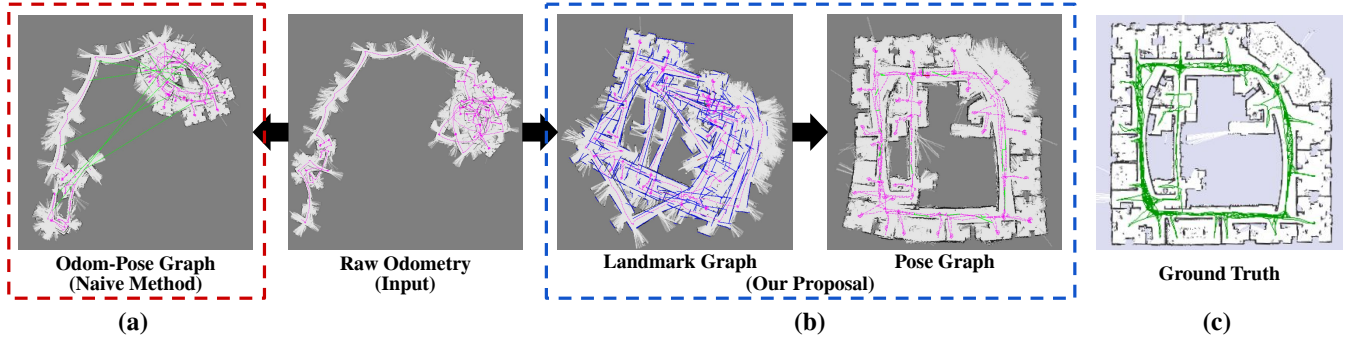 Odom-Pose Graph
(Naive Method)
Raw Odometry
(Input)
Landmark Graph
Pose Graph
(Our Proposal)
Ground Truth
(a)
(b)
(c)